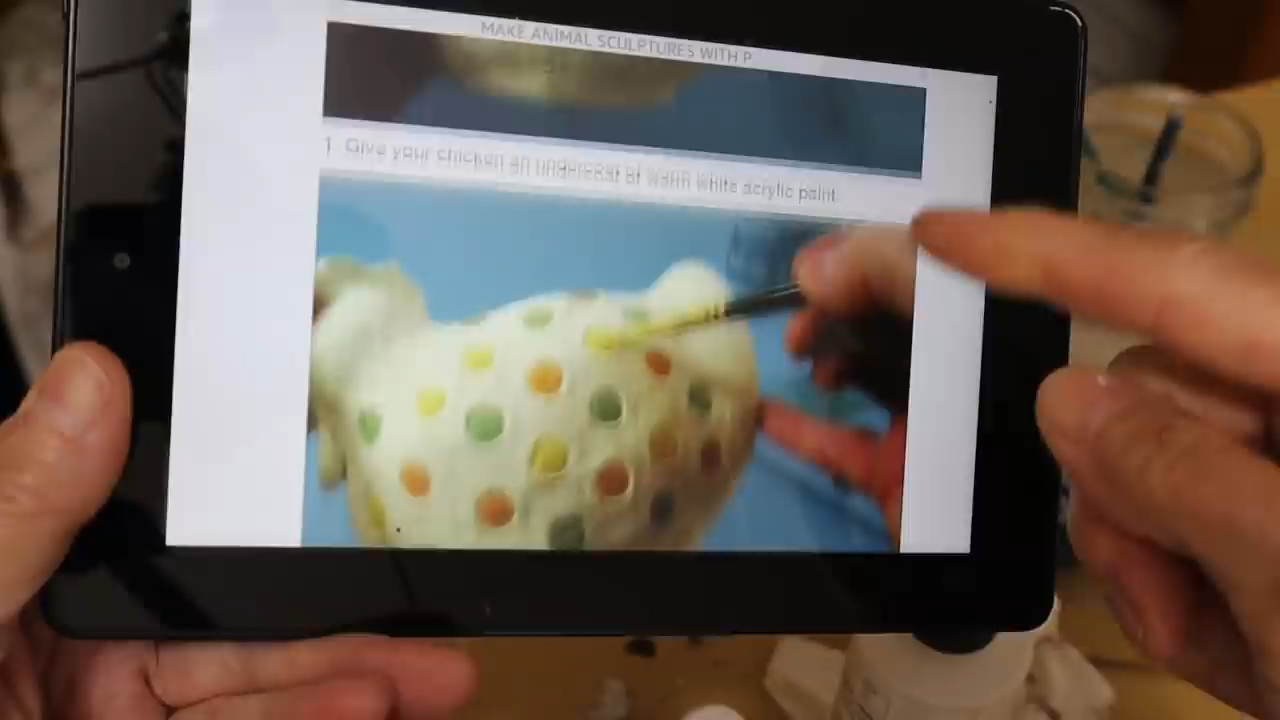 MAKE ANIMAL SCULPTURES WITH P
1. Give your chicken an undercoat of warm white acrylic paint.